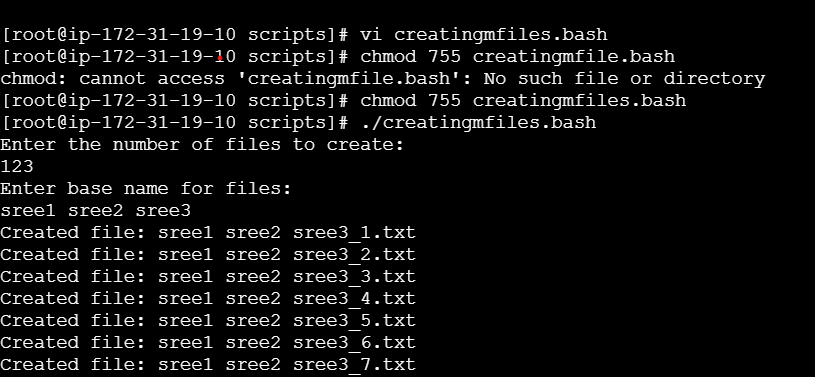 [root@ip-172-31-19-10 scripts]# vi creatingmfiles.bash
[root@ip-172-31-19-10 scripts]# chmod 755 creatingmfile.bash
chmod: cannot access 'creatingmfile.bash': No such file or directory
[root@ip-172-31-19-10 scripts]# chmod 755 creatingmfiles.bash
[root@ip-172-31-19-10 scripts]# ./creatingmfiles.bash
Enter the number of files to create:
123
Enter base name for files:
sree1 sree2 sree3
Created file: sree1 sree2 sree3_1.txt
Created file: sree1 sree2 sree3_2.txt
Created file: sree1 sree2 sree3_3.txt
Created file: sree1 sree2 sree3_4.txt
Created file: sree1 sree2 sree3_5.txt
Created file: sree1 sree2 sree3_6.txt
Created file: sree1 sree2 sree3_7.txt